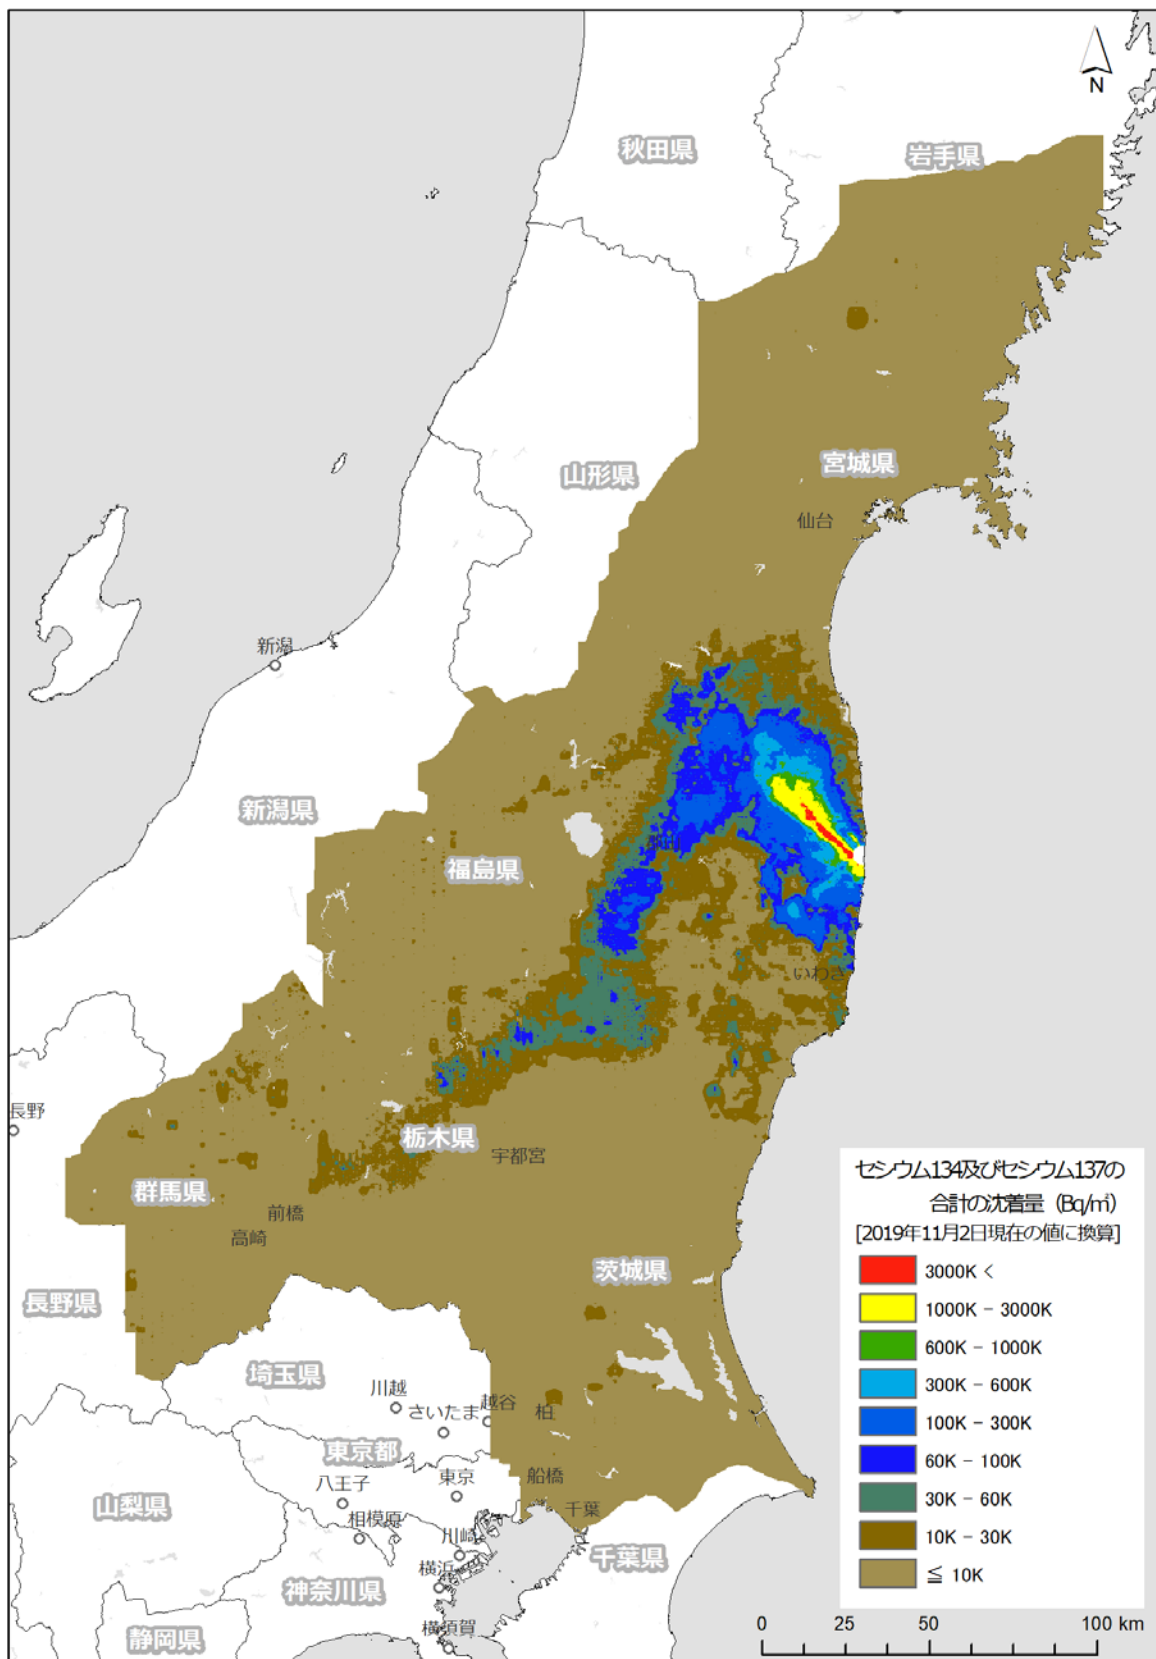 N
秋田県
岩手県
山形県
宮城県
仙台
新潟
新潟県
福島県
いわき
長野
栃木県
宇都宮
群馬県
前橋
高崎
茨城県
長野県
埼玉県
川越
さいたま
越谷
柏
東京都
八王子
東京
船橋
山梨県
相模原
千葉
川崎
千葉県
横浜
神奈川県
横須賀
静岡県
セシウム134及びセシウム137の
合計の沈着量（Bq/㎡）
[2019年11月2日現在の値に換算]
3000K <
1000K - 3000K
600K - 1000K
300K - 600K
100K - 300K
60K - 100K
30K - 60K
10K - 30K
≦ 10K
0 25 50 100 km